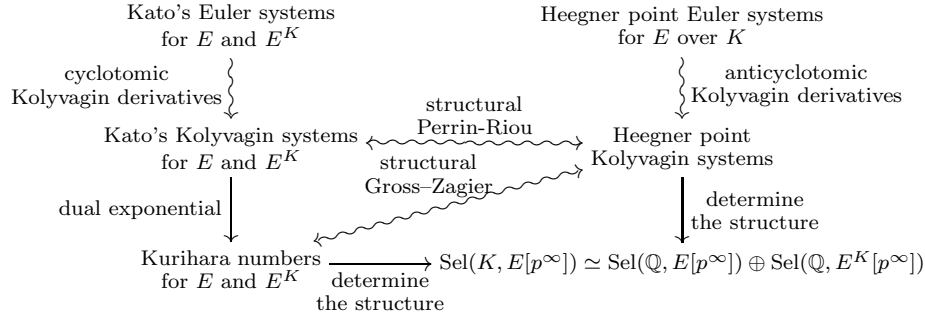 Kato's Euler systems
for E and E^K
Heegner point Euler systems
for E over K
cyclotomic
Kolyvagin derivatives
anticyclotomic
Kolyvagin derivatives
structural
Perrin-Riou
Kato's Kolyvagin systems
for E and E^K
Heegner point
Kolyvagin systems
structural
Gross–Zagier
dual exponential
determine
the structure
Kurihara numbers
for E and E^K
determine
the structure
Sel(K, E[p^∞]) ≃ Sel(ℚ, E[p^∞]) ⊕ Sel(ℚ, E^K[p^∞])